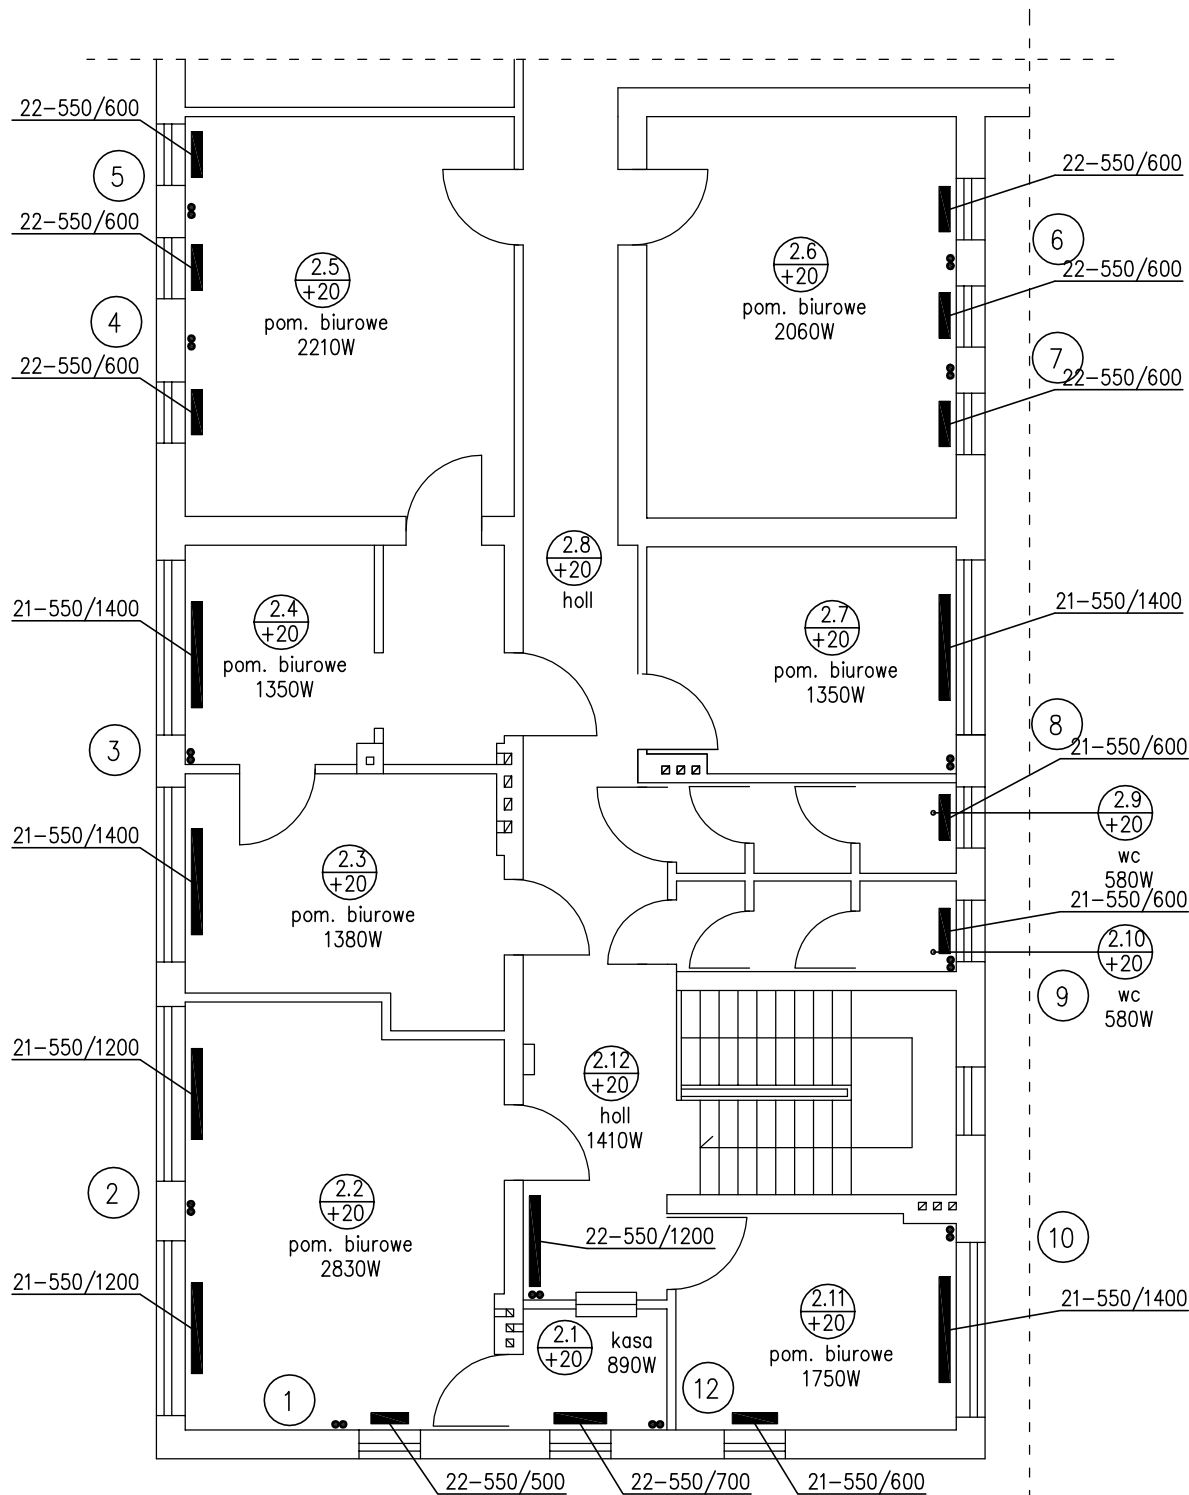 22-550/600
5
22-550/600
4
22-550/600
2.5
+20
pom. biurowe
2210W
2.6
+20
pom. biurowe
2060W
22-550/600
6
22-550/600
7
22-550/600
2.8
+20
holl
21-550/1400
2.4
+20
pom. biurowe
1350W
2.7
+20
pom. biurowe
1350W
21-550/1400
3
8
21-550/600
2.9
+20
wc
580W
21-550/1400
2.3
+20
pom. biurowe
1380W
21-550/600
2.10
+20
wc
580W
9
21-550/1200
2.12
+20
holl
1410W
2
2.2
+20
pom. biurowe
2830W
22-550/1200
10
21-550/1200
21-550/1400
2.11
+20
pom. biurowe
1750W
2.1
+20
kasa
890W
1
12
22-550/500
22-550/700
21-550/600